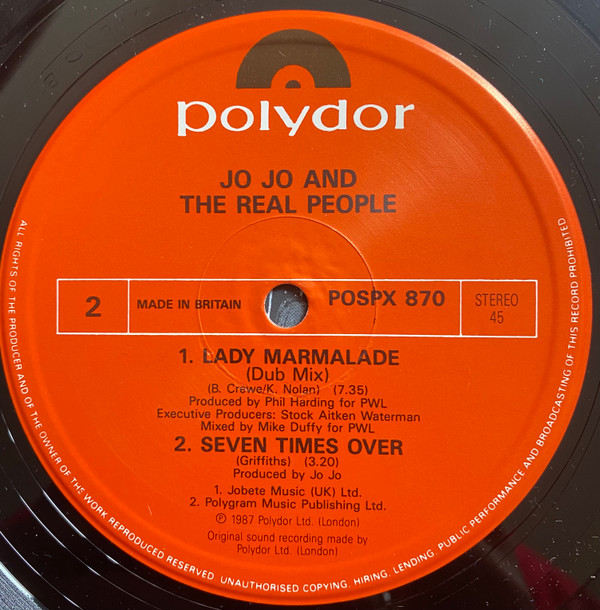 polydor
JO JO AND
THE REAL PEOPLE
2
MADE IN BRITAIN
POSPX 870
STEREO
45
1. LADY MARMALADE
(Dub Mix)
(B. Crewe/K. Nolan) (7.35)
Produced by Phil Harding for PWL
Executive Producers: Stock Aitken Waterman
Mixed by Mike Duffy for PWL
2. SEVEN TIMES OVER
(Griffiths) (3.20)
Produced by Jo Jo
1. Jobete Music (UK) Ltd.
2. Polygram Music Publishing Ltd.
℗ 1987 Polydor Ltd. (London)
Original sound recording made by
Polydor Ltd. (London)
ALL RIGHTS OF THE PRODUCER AND OF THE OWNER OF THE WORK REPRODUCED RESERVED. UNAUTHORISED COPYING, HIRING, LENDING, PUBLIC PERFORMANCE AND BROADCASTING OF THIS RECORD PROHIBITED